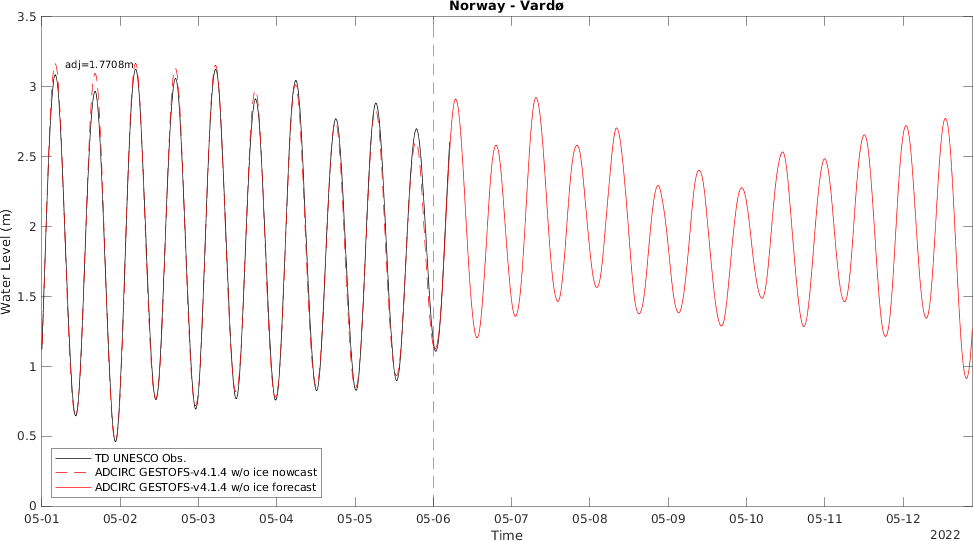 Norway - Vardø
adj=1.7708m
3.5
3
2.5
2
1.5
1
0.5
0
Water Level (m)
TD UNESCO Obs.
ADCIRC GESTOFS-v4.1.4 w/o ice nowcast
ADCIRC GESTOFS-v4.1.4 w/o ice forecast
05-01 05-02 05-03 05-04 05-05 05-06 05-07 05-08 05-09 05-10 05-11 05-12
Time
2022